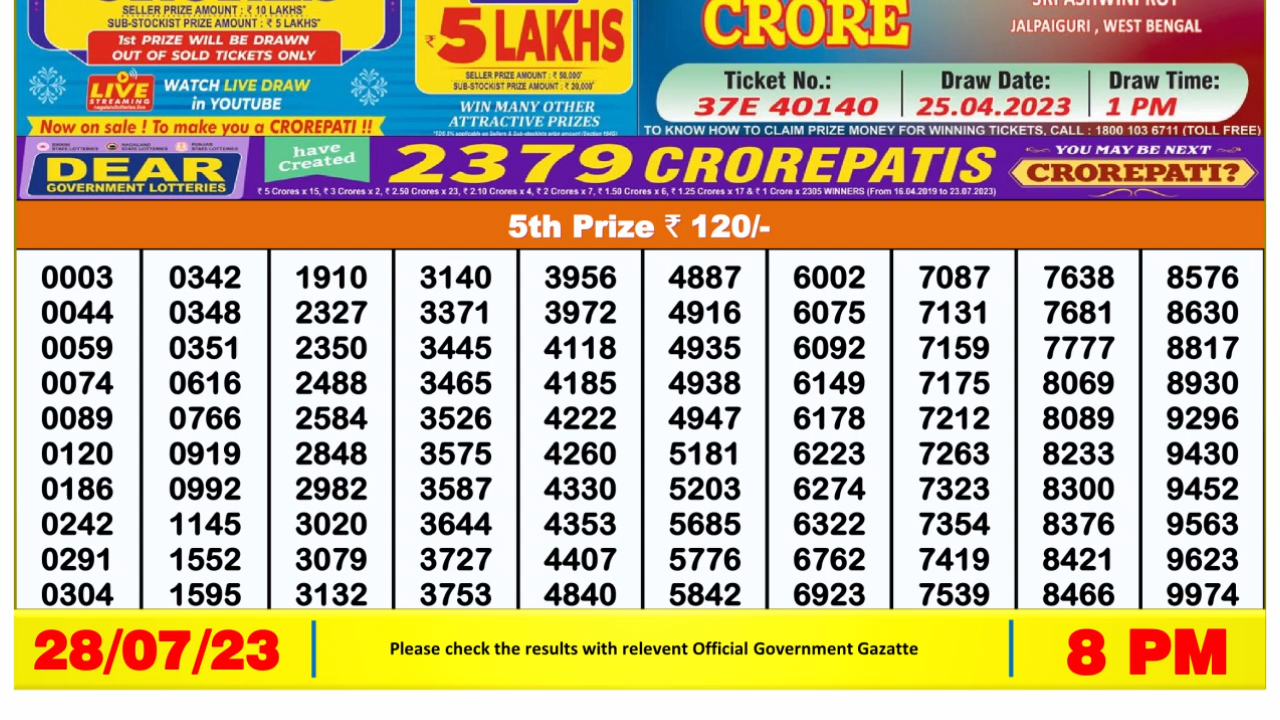 SELLER PRIZE AMOUNT : ₹ 10 LAKHS*
SUB-STOCKIST PRIZE AMOUNT : ₹ 5 LAKHS*
1st PRIZE WILL BE DRAWN
OUT OF SOLD TICKETS ONLY
LIVE
STREAMING
WATCH LIVE DRAW
in YOUTUBE
Now on sale ! To make you a CROREPATI !!
₹5 LAKHS
SELLER PRIZE AMOUNT : ₹ 50,000*
SUB-STOCKIST PRIZE AMOUNT : ₹ 20,000*
WIN MANY OTHER
ATTRACTIVE PRIZES
CRORE
JALPAIGURI , WEST BENGAL
Ticket No.: Draw Date: Draw Time:
37E 40140 25.04.2023 1 PM
TO KNOW HOW TO CLAIM PRIZE MONEY FOR WINNING TICKETS, CALL : 1800 103 6711 (TOLL FREE)
DEAR
GOVERNMENT LOTTERIES
have
Created
2379 CROREPATIS
₹ 5 Crores x 15, ₹ 3 Crores x 2, ₹ 2.50 Crores x 23, ₹ 2.10 Crores x 4, ₹ 2 Crores x 7, ₹ 1.50 Crores x 6, ₹ 1.25 Crores x 17 & ₹ 1 Crore x 2305 WINNERS (From 16.04.2019 to 23.07.2023)
YOU MAY BE NEXT
CROREPATI?
5th Prize ₹ 120/-
0003 0342 1910 3140 3956 4887 6002 7087 7638 8576
0044 0348 2327 3371 3972 4916 6075 7131 7681 8630
0059 0351 2350 3445 4118 4935 6092 7159 7777 8817
0074 0616 2488 3465 4185 4938 6149 7175 8069 8930
0089 0766 2584 3526 4222 4947 6178 7212 8089 9296
0120 0919 2848 3575 4260 5181 6223 7263 8233 9430
0186 0992 2982 3587 4330 5203 6274 7323 8300 9452
0242 1145 3020 3644 4353 5685 6322 7354 8376 9563
0291 1552 3079 3727 4407 5776 6762 7419 8421 9623
0304 1595 3132 3753 4840 5842 6923 7539 8466 9974
28/07/23
Please check the results with relevent Official Government Gazatte
8 PM